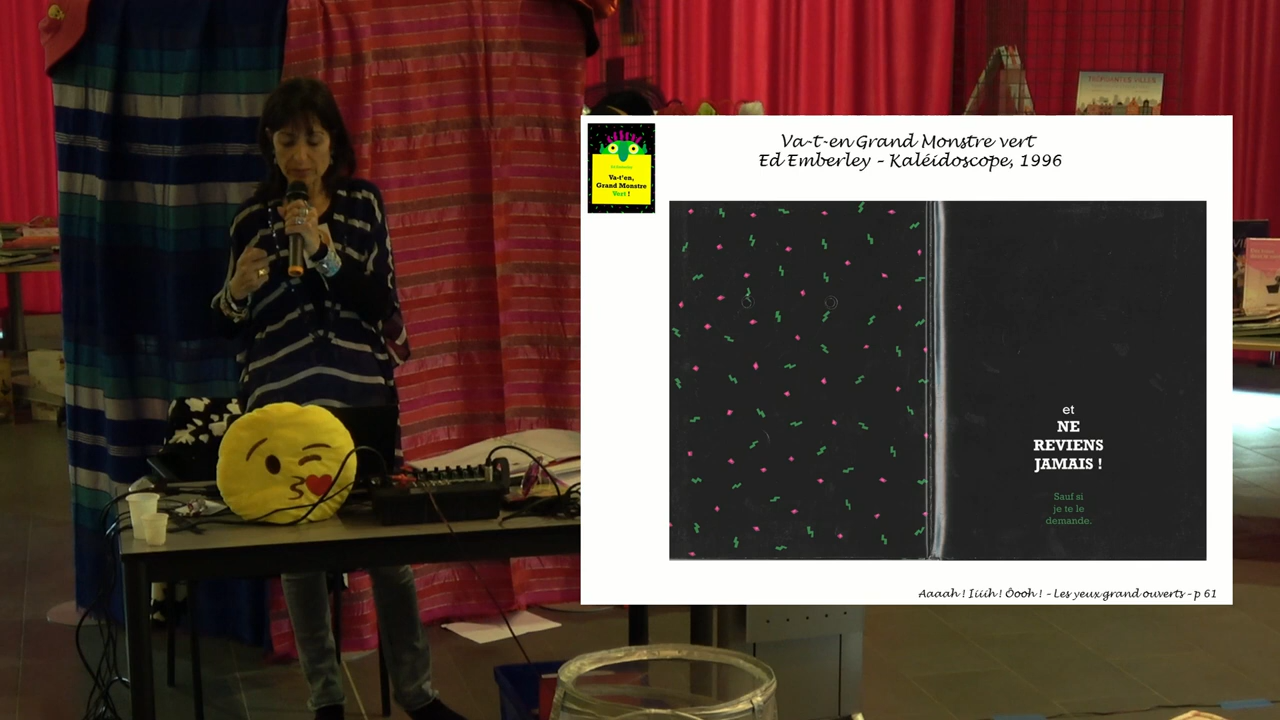 Va-t-en Grand Monstre vert
Ed Emberley – Kaléidoscope, 1996
Va-t'en,
Grand Monstre
Vert !
et
NE
REVIENS
JAMAIS !
Sauf si
je te le
demande.
Aaaah ! Iiiih ! Ôooh ! – Les yeux grand ouverts – p 61